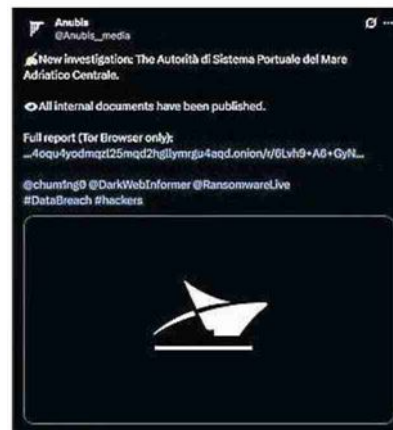 Anubis
@Anubis_media
New investigation: The Autorità di Sistema Portuale del Mare
Adriatico Centrale.
All internal documents have been published.
Full report (Tor Browser only):
@chum1ng0 @DarkWebInformer @RansomwareLive
#DataBreach #hackers